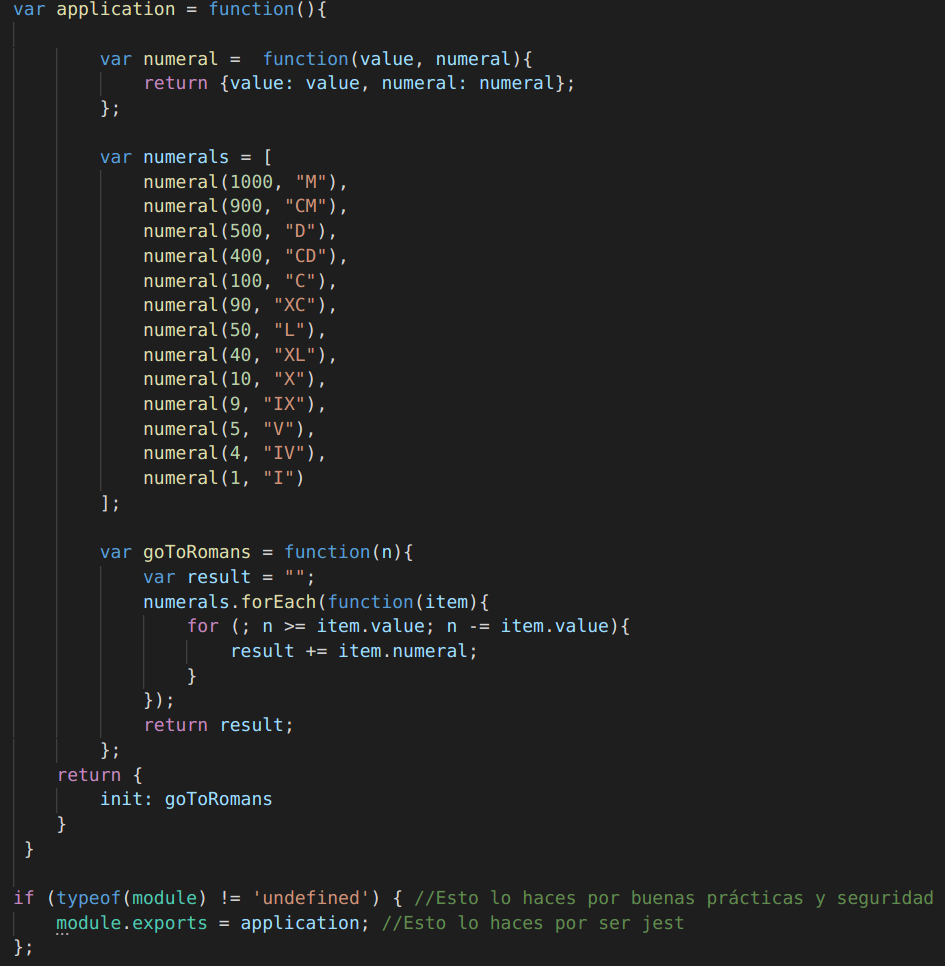 var application = function(){
var numeral =  function(value, numeral){
return {value: value, numeral: numeral};
};
var numerals = [
numeral(1000, "M"),
numeral(900, "CM"),
numeral(500, "D"),
numeral(400, "CD"),
numeral(100, "C"),
numeral(90, "XC"),
numeral(50, "L"),
numeral(40, "XL"),
numeral(10, "X"),
numeral(9, "IX"),
numeral(5, "V"),
numeral(4, "IV"),
numeral(1, "I")
];
var goToRomans = function(n){
var result = "";
numerals.forEach(function(item){
for (; n >= item.value; n -= item.value){
result += item.numeral;
}
});
return result;
};
return {
init: goToRomans
}
}
if (typeof(module) != 'undefined') { //Esto lo haces por buenas prácticas y seguridad
module.exports = application; //Esto lo haces por ser jest
};